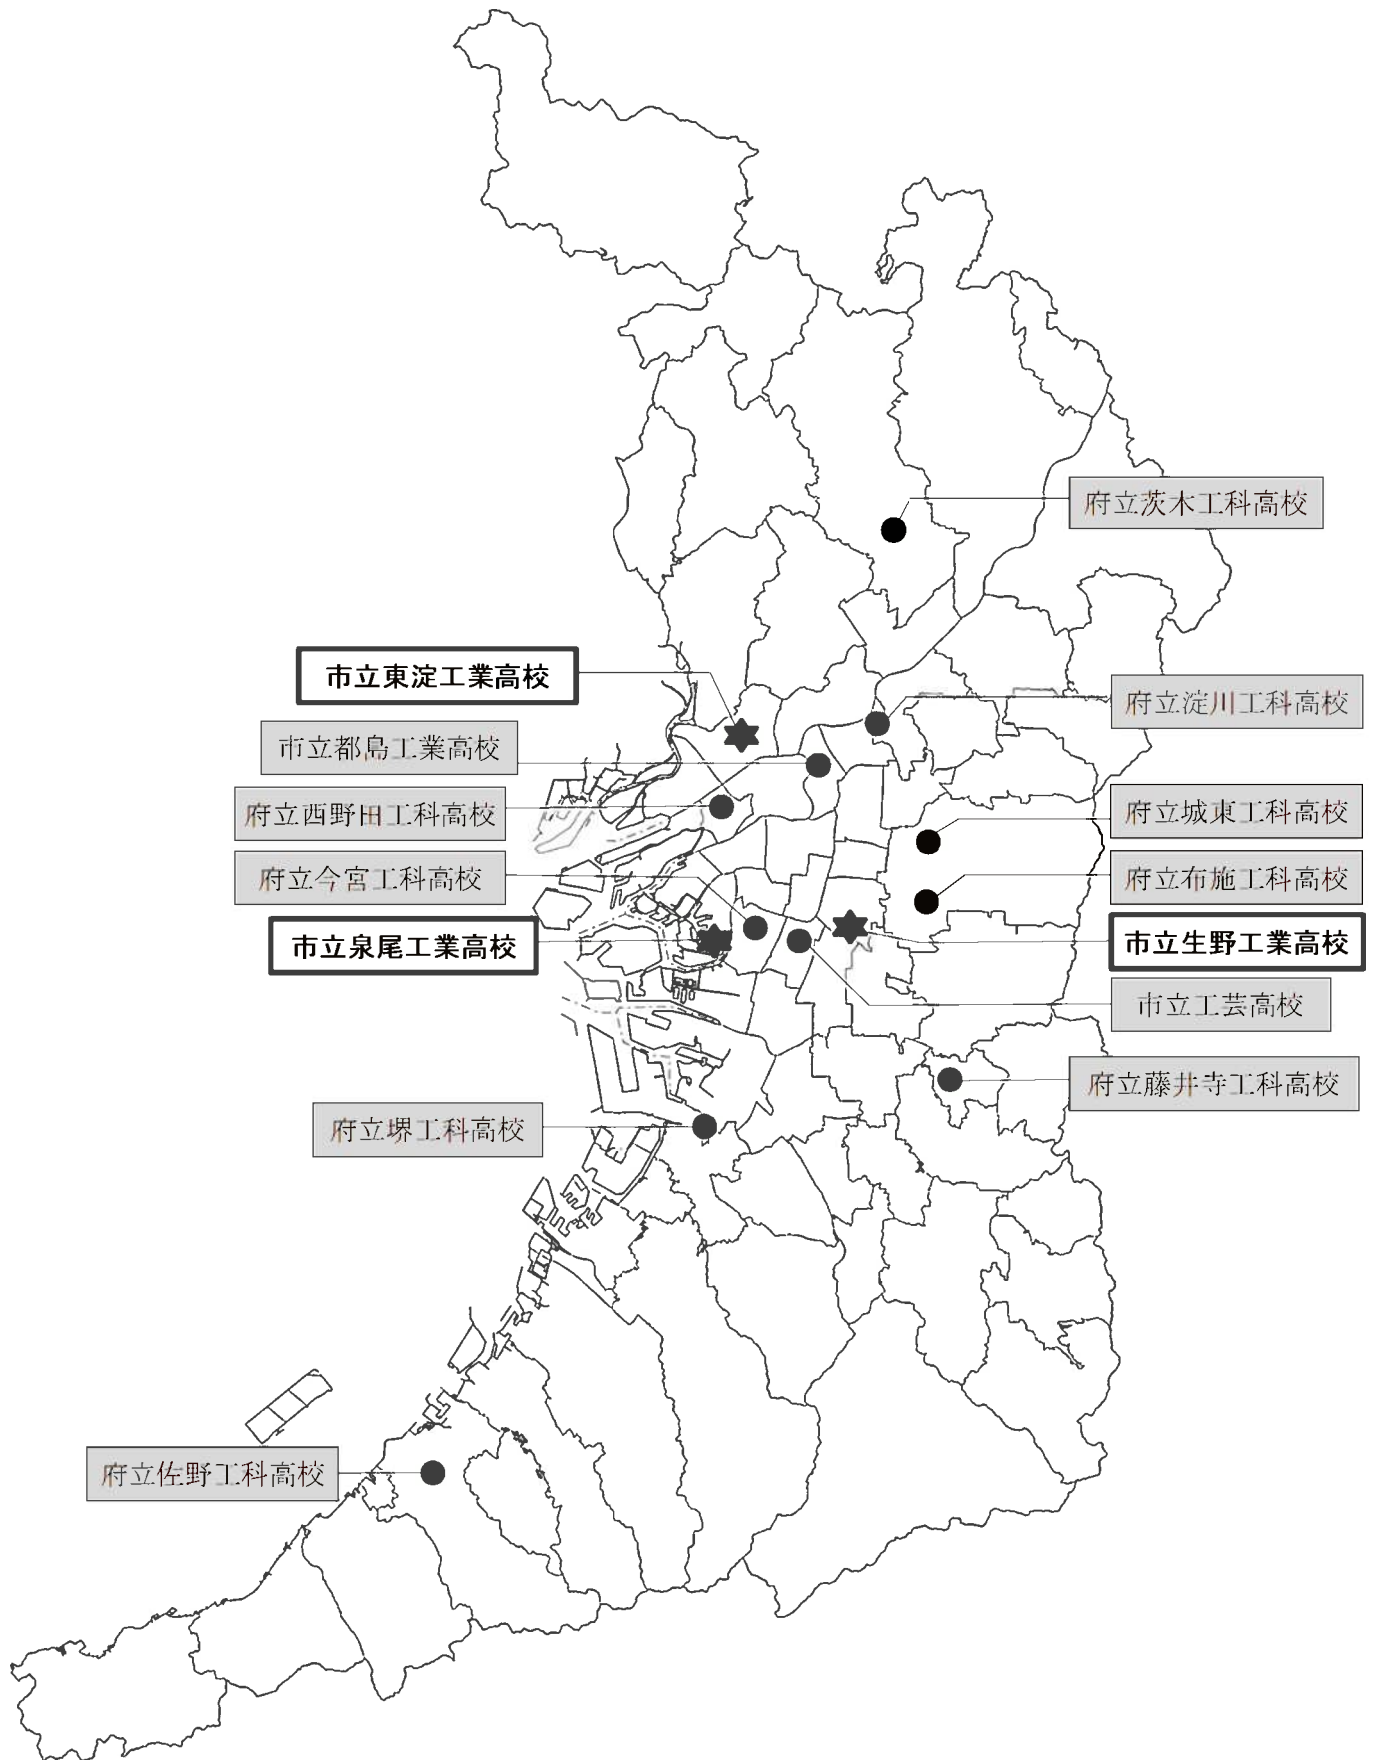 府立茨木工科高校
市立東淀工業高校
府立淀川工科高校
市立都島工業高校
府立西野田工科高校
府立城東工科高校
府立今宮工科高校
府立布施工科高校
市立泉尾工業高校
市立生野工業高校
市立工芸高校
府立藤井寺工科高校
府立堺工科高校
府立佐野工科高校